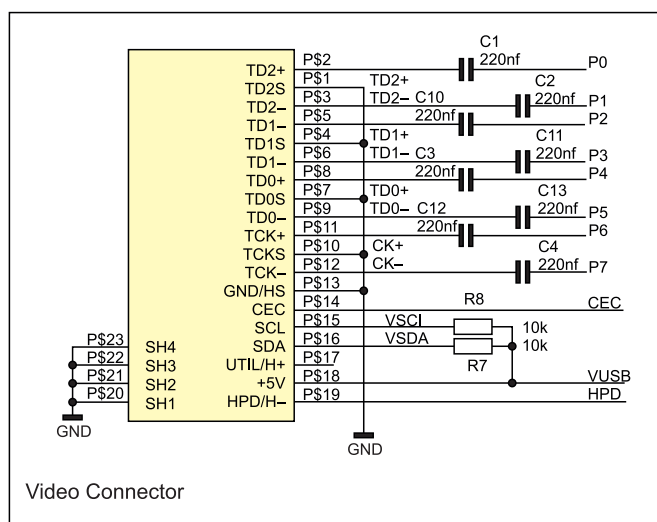 C1
P$2 220nf P0
TD2+ P$1
TD2S TD2+ C2
P$3 TD2– C10 220nf P1
TD2– P$5 220nf P2
TD1– P$4 TD1+ C11
TD1S P$6 TD1– C3 220nf P3
TD1– P$8 220nf P4
TD0+ P$7 TD0+ C13
TD0S P$9 TD0– C12 220nf P5
TD0– P$11 220nf P6
TCK+ P$10 CK+ C4
TCKS P$12 CK– 220nf P7
TCK– P$13
GND/HS P$14 R8 CEC
CEC P$15 VSCI 10k
SCL P$16 VSDA 10k
SDA P$17 R7
UTIL/H+ P$18 VUSB
+5V P$19 HPD
HPD/H–
P$23 SH4
P$22 SH3
P$21 SH2
P$20 SH1
GND
GND
Video Connector